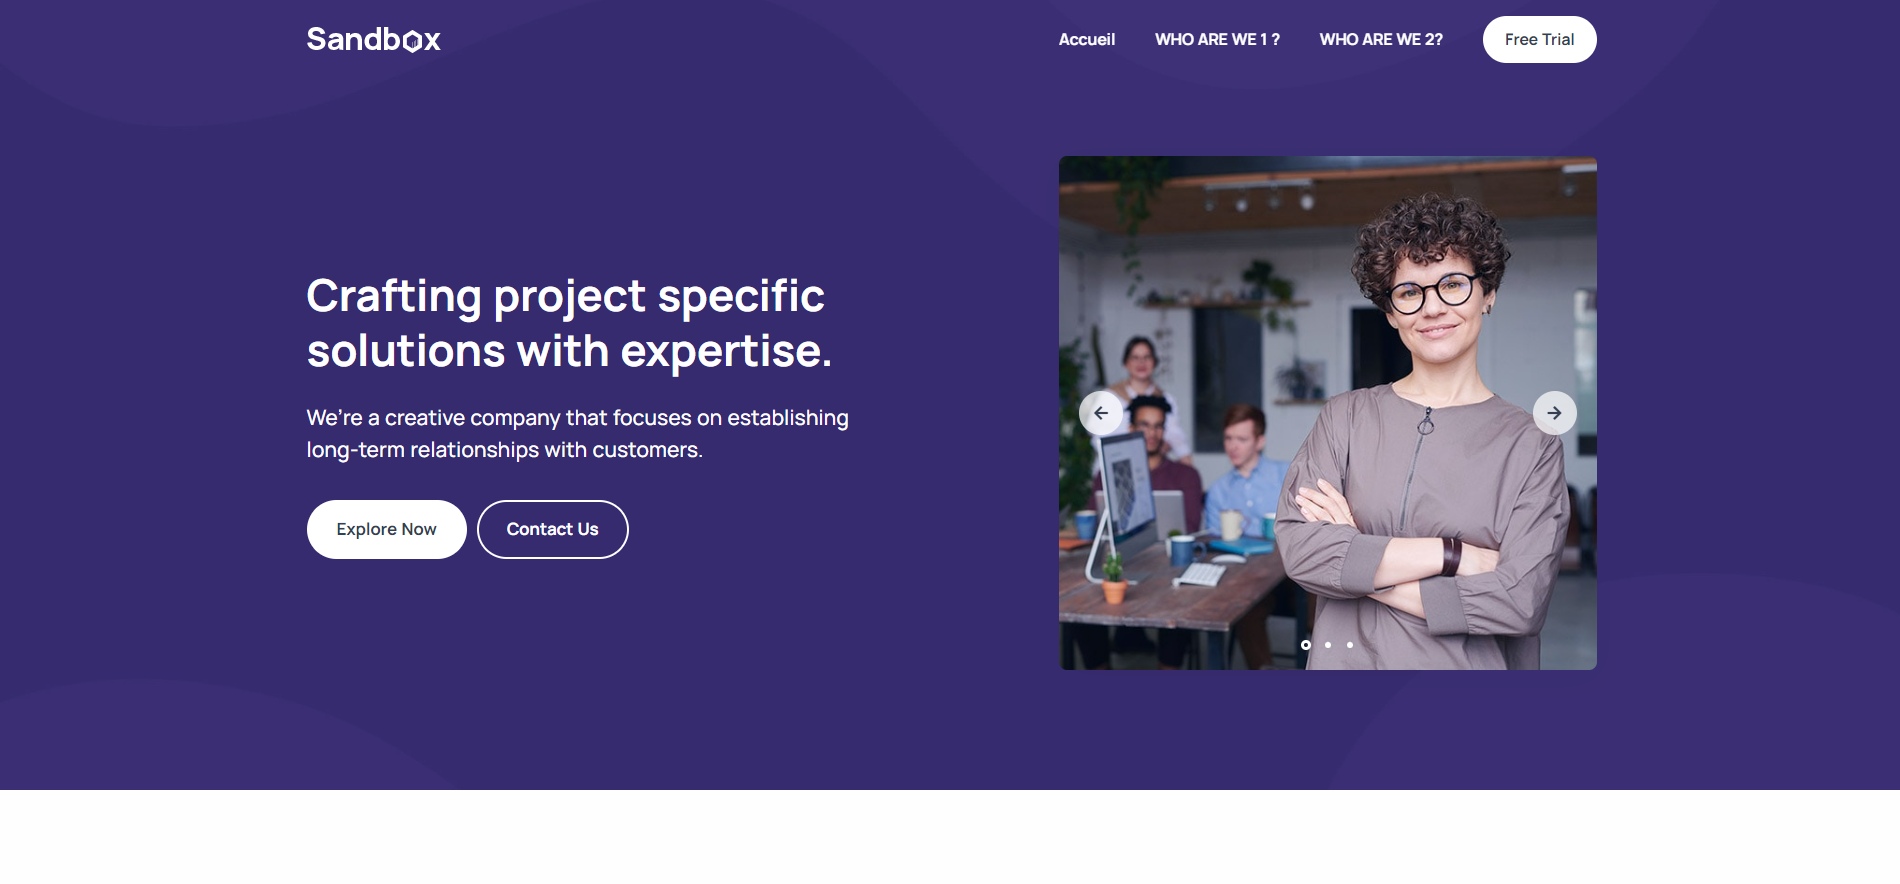 Sandbox
Accueil WHO ARE WE 1 ? WHO ARE WE 2? Free Trial
Crafting project specific
solutions with expertise.
We’re a creative company that focuses on establishing
long-term relationships with customers.
Explore Now Contact Us